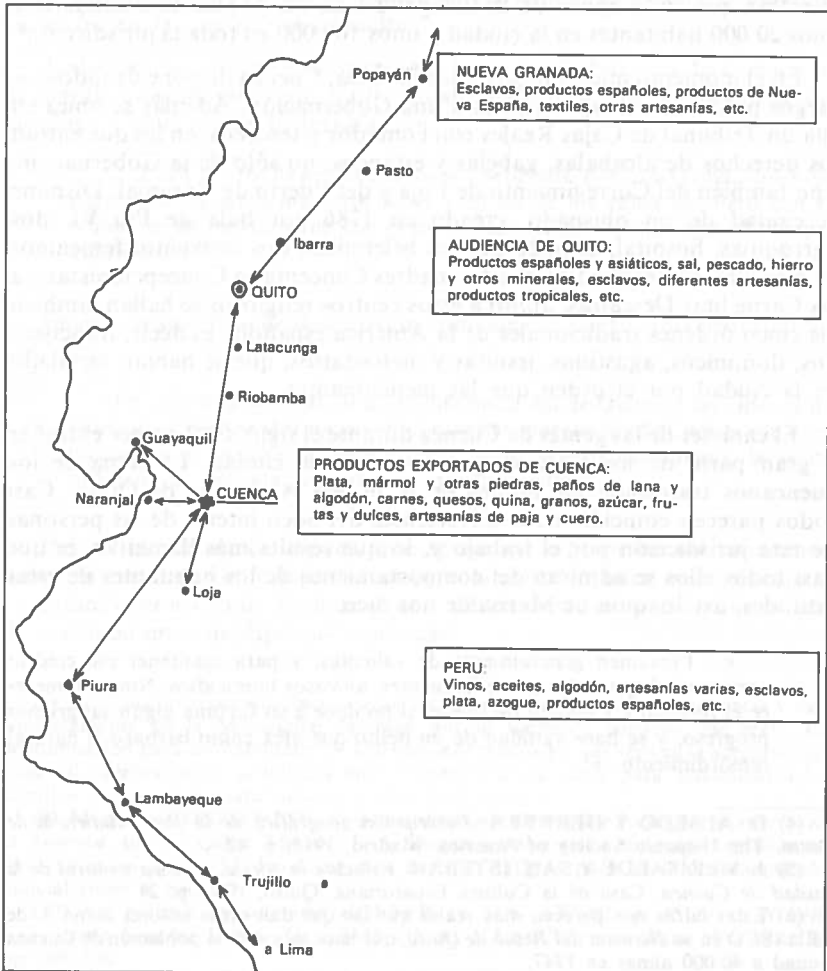 Popayán
NUEVA GRANADA:
Esclavos, productos españoles, productos de Nue-
va España, textiles, otras artesanías, etc.
Pasto
Ibarra
AUDIENCIA DE QUITO:
Productos españoles y asiáticos, sal, pescado, hierro
y otros minerales, esclavos, diferentes artesanías,
productos tropicales, etc.
QUITO
Latacunga
Riobamba
Guayaquil
PRODUCTOS EXPORTADOS DE CUENCA:
Plata, mármol y otras piedras, paños de lana y
algodón, carnes, quesos, quina, granos, azúcar, fru-
tas y dulces, artesanías de paja y cuero.
Naranjal
CUENCA
Loja
PERU:
Vinos, aceites, algodón, artesanías varias, esclavos,
plata, azogue, productos españoles, etc.
Piura
Lambayeque
Trujillo
a Lima